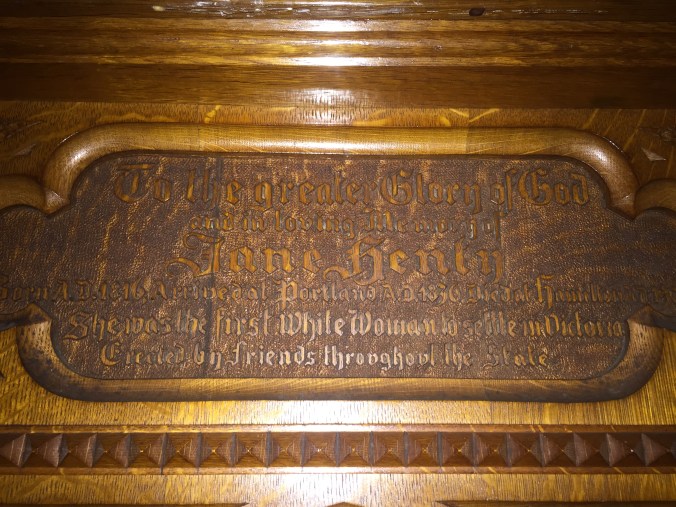 To the greater Glory of God
and in loving Memory of
Jane Henty
Born A.D. Arrived at Portland A.D. 1836. Died at Hamilton
She was the first White Woman to settle in Victoria
Erected by friends throughout the State